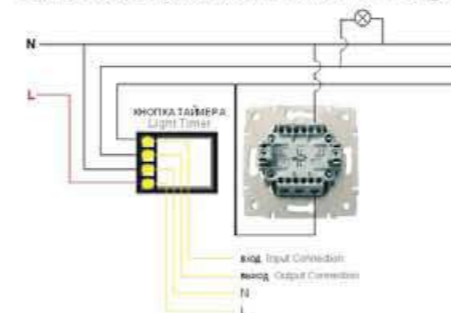 N
L
КНОПКА ТАЙМЕРА
Light Timer
вход Input Connection
выход Output Connection
N
L